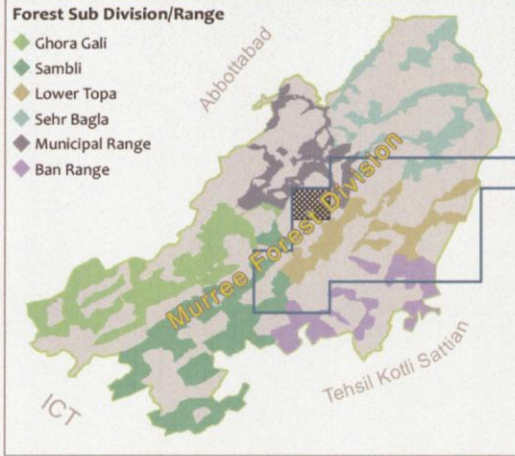 Forest Sub Division/Range
Ghora Gali
Sambli
Lower Topa
Sehr Bagla
Municipal Range
Ban Range
Abbottabad
Murree Forest Division
Tehsil Kotli Sattian
ICT